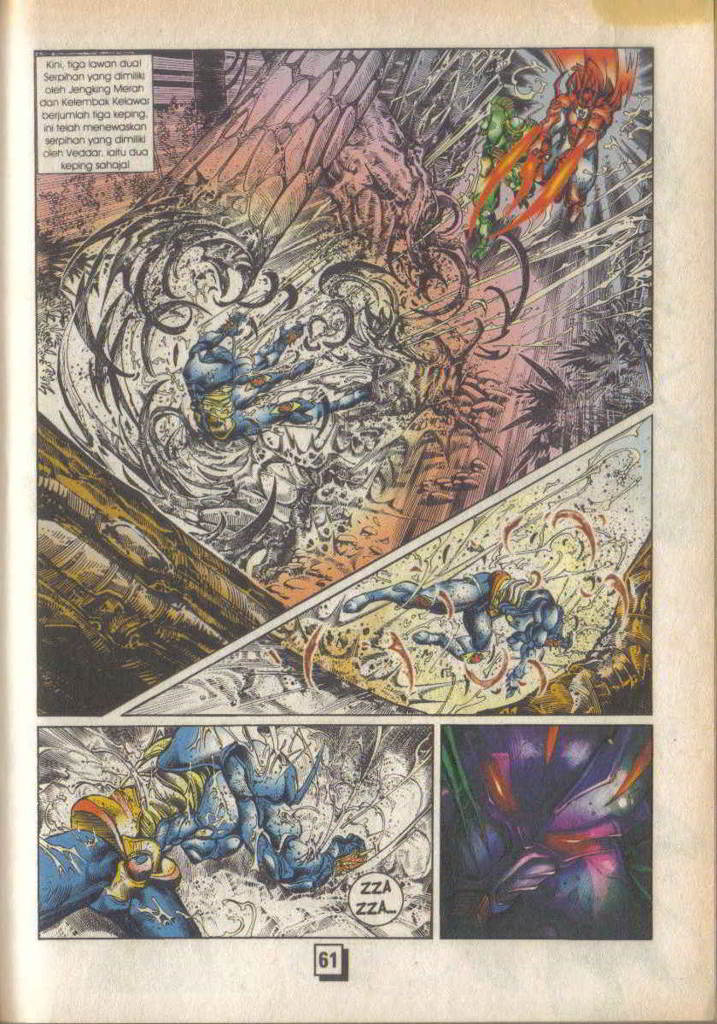 Kini, tiga lawan dua!
Serpihan yang dimiliki
oleh Jengking Merah
dan Kelembak Kelawar
berjumlah tiga keping,
ini telah menewaskan
serpihan yang dimiliki
oleh Veddar, iaitu dua
keping sahaja!
ZZA
ZZA...
61